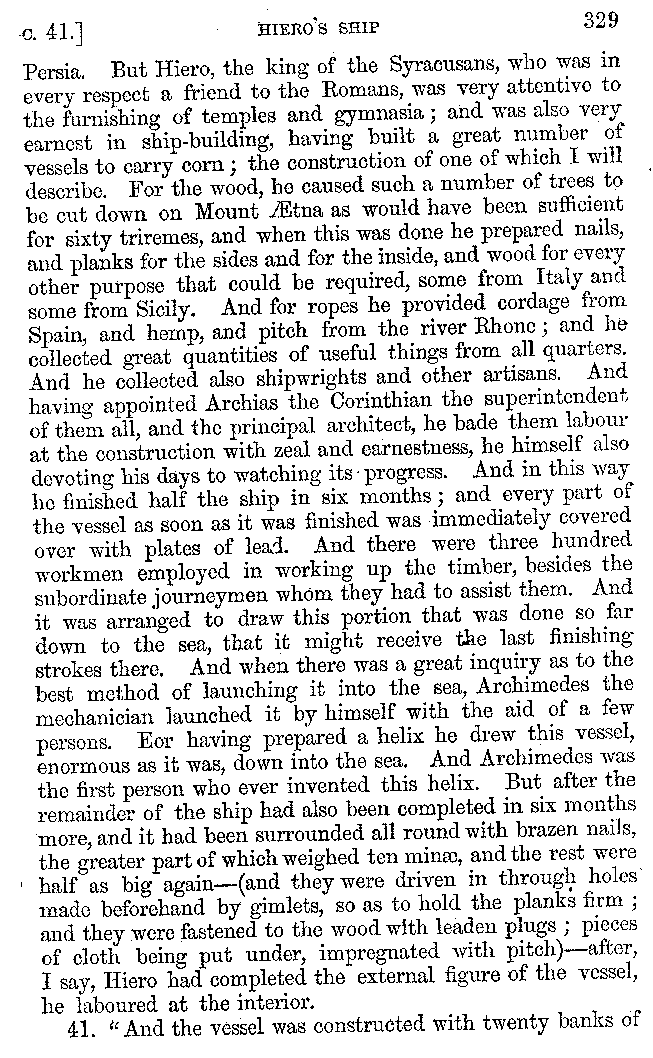 c. 41.] HIERO'S SHIP 329
Persia. But Hiero, the king of the Syracusans, who was in
every respect a friend to the Romans, was very attentive to
the furnishing of temples and gymnasia; and was also very
earnest in ship-building, having built a great number of
vessels to carry corn; the construction of one of which I will
describe. For the wood, he caused such a number of trees to
be cut down on Mount Ætna as would have been sufficient
for sixty triremes, and when this was done he prepared nails,
and planks for the sides and for the inside, and wood for every
other purpose that could be required, some from Italy and
some from Sicily. And for ropes he provided cordage from
Spain, and hemp, and pitch from the river Rhone; and he
collected great quantities of useful things from all quarters.
And he collected also shipwrights and other artisans. And
having appointed Archias the Corinthian the superintendent
of them all, and the principal architect, he bade them labour
at the construction with zeal and earnestness, he himself also
devoting his days to watching its progress. And in this way
he finished half the ship in six months; and every part of
the vessel as soon as it was finished was immediately covered
over with plates of lead. And there were three hundred
workmen employed in working up the timber, besides the
subordinate journeymen whom they had to assist them. And
it was arranged to draw this portion that was done so far
down to the sea, that it might receive the last finishing
strokes there. And when there was a great inquiry as to the
best method of launching it into the sea, Archimedes the
mechanician launched it by himself with the aid of a few
persons. For having prepared a helix he drew this vessel,
enormous as it was, down into the sea. And Archimedes was
the first person who ever invented this helix. But after the
remainder of the ship had also been completed in six months
more, and it had been surrounded all round with brazen nails,
the greater part of which weighed ten minæ, and the rest were
half as big again—(and they were driven in through holes
made beforehand by gimlets, so as to hold the planks firm;
and they were fastened to the wood with leaden plugs; pieces
of cloth being put under, impregnated with pitch)—after,
I say, Hiero had completed the external figure of the vessel,
he laboured at the interior.
41. "And the vessel was constructed with twenty banks of